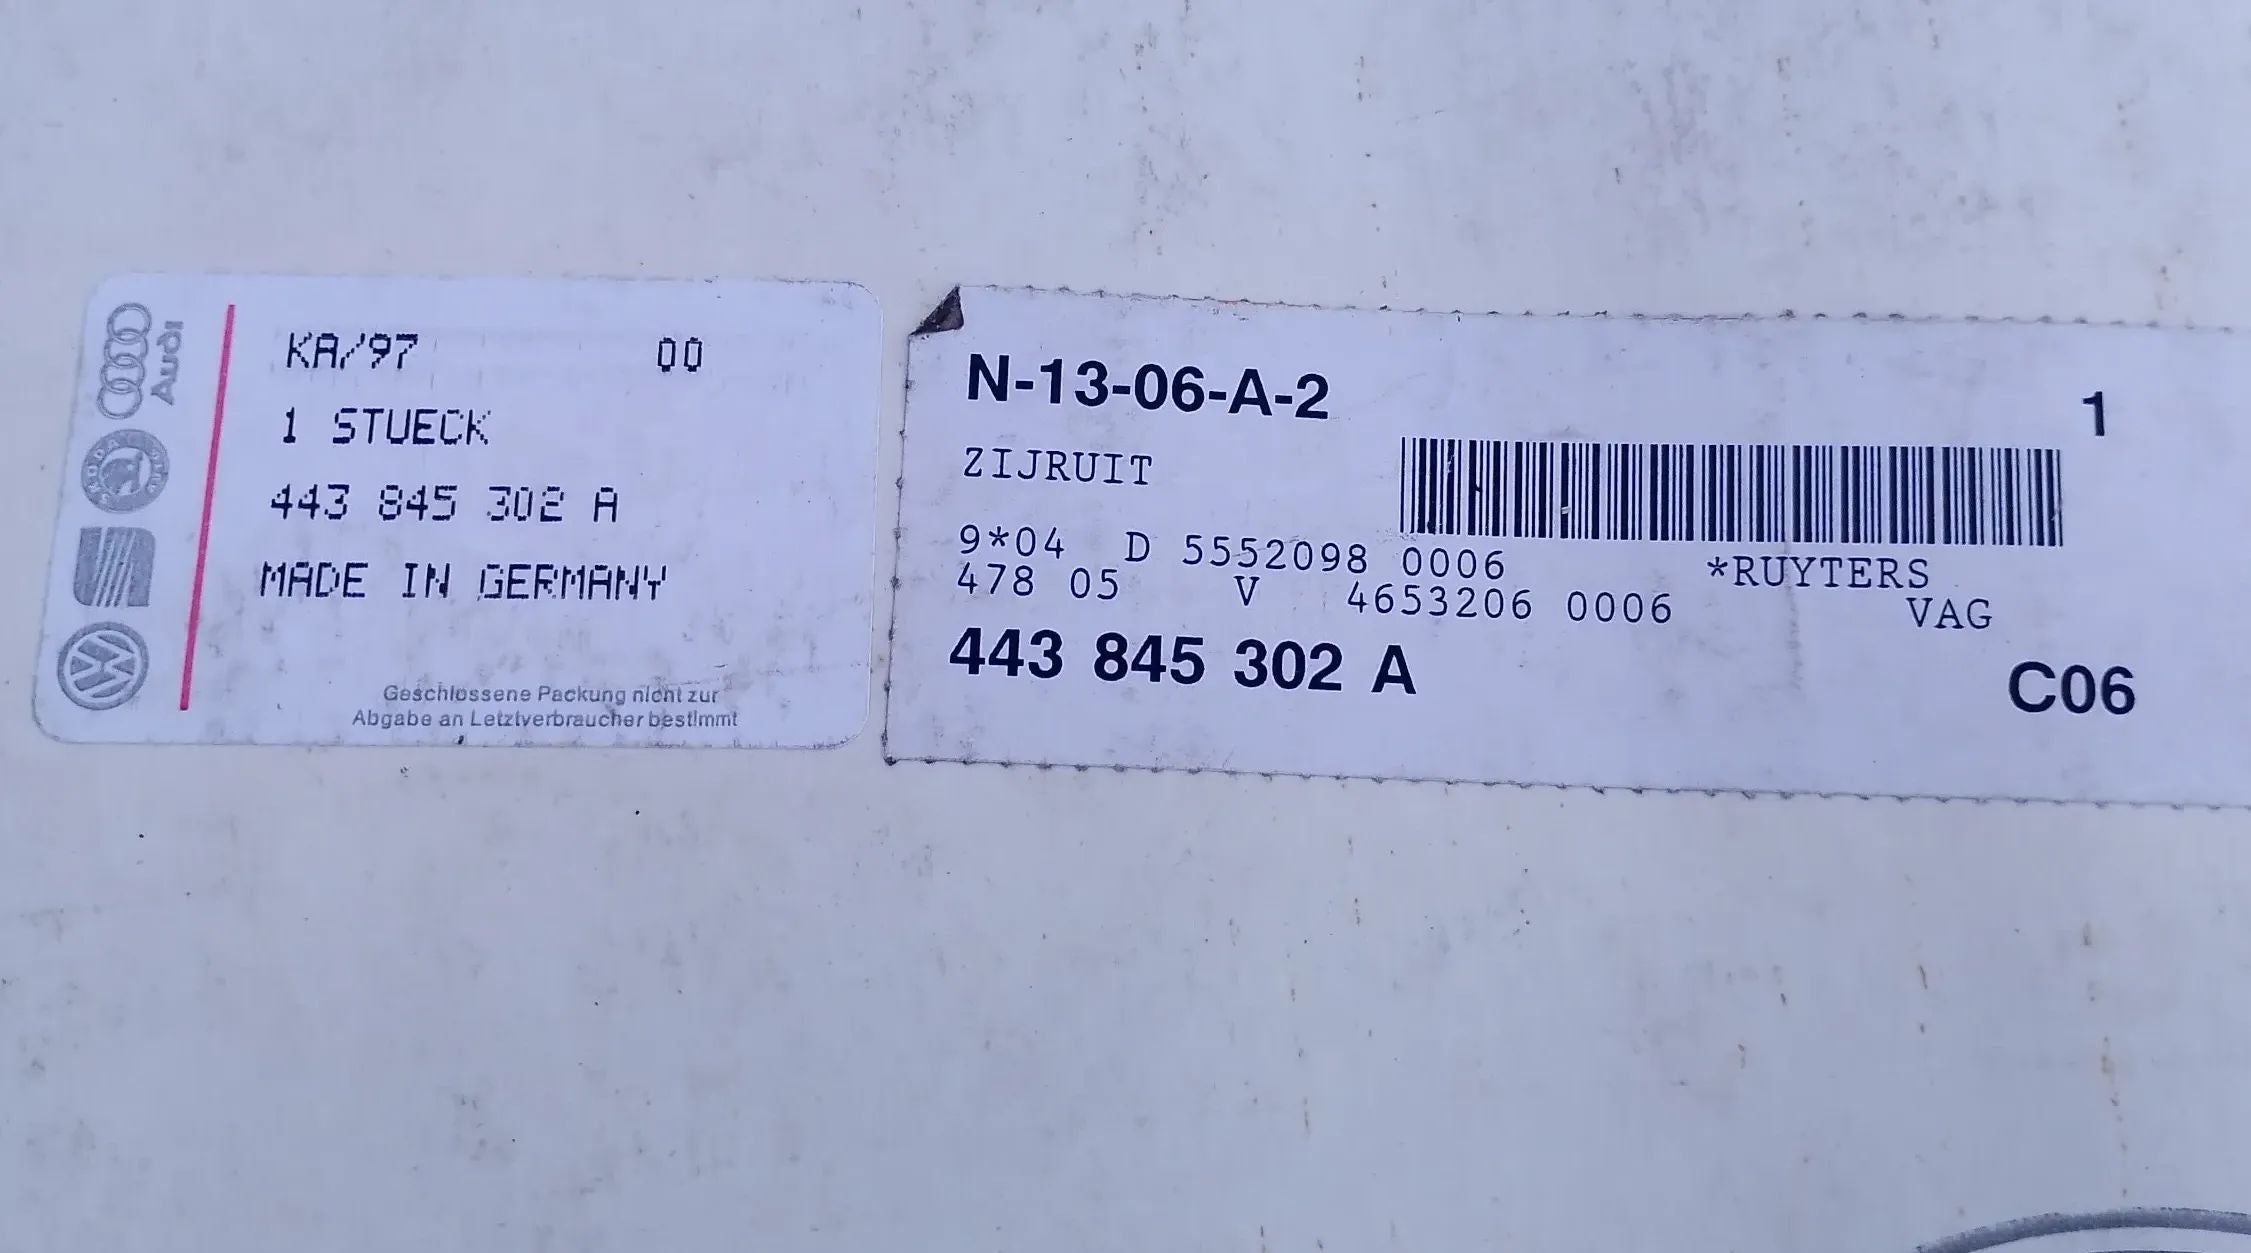 Audi
KA/97 00
1 STUECK
443 845 302 A
MADE IN GERMANY
Geschlossene Packung nicht zur
Abgabe an Letztverbraucher bestimmt
N-13-06-A-2 1
ZIJRUIT
9*04 D 5552098 0006 *RUYTERS
478 05 V 4653206 0006 VAG
443 845 302 A C06